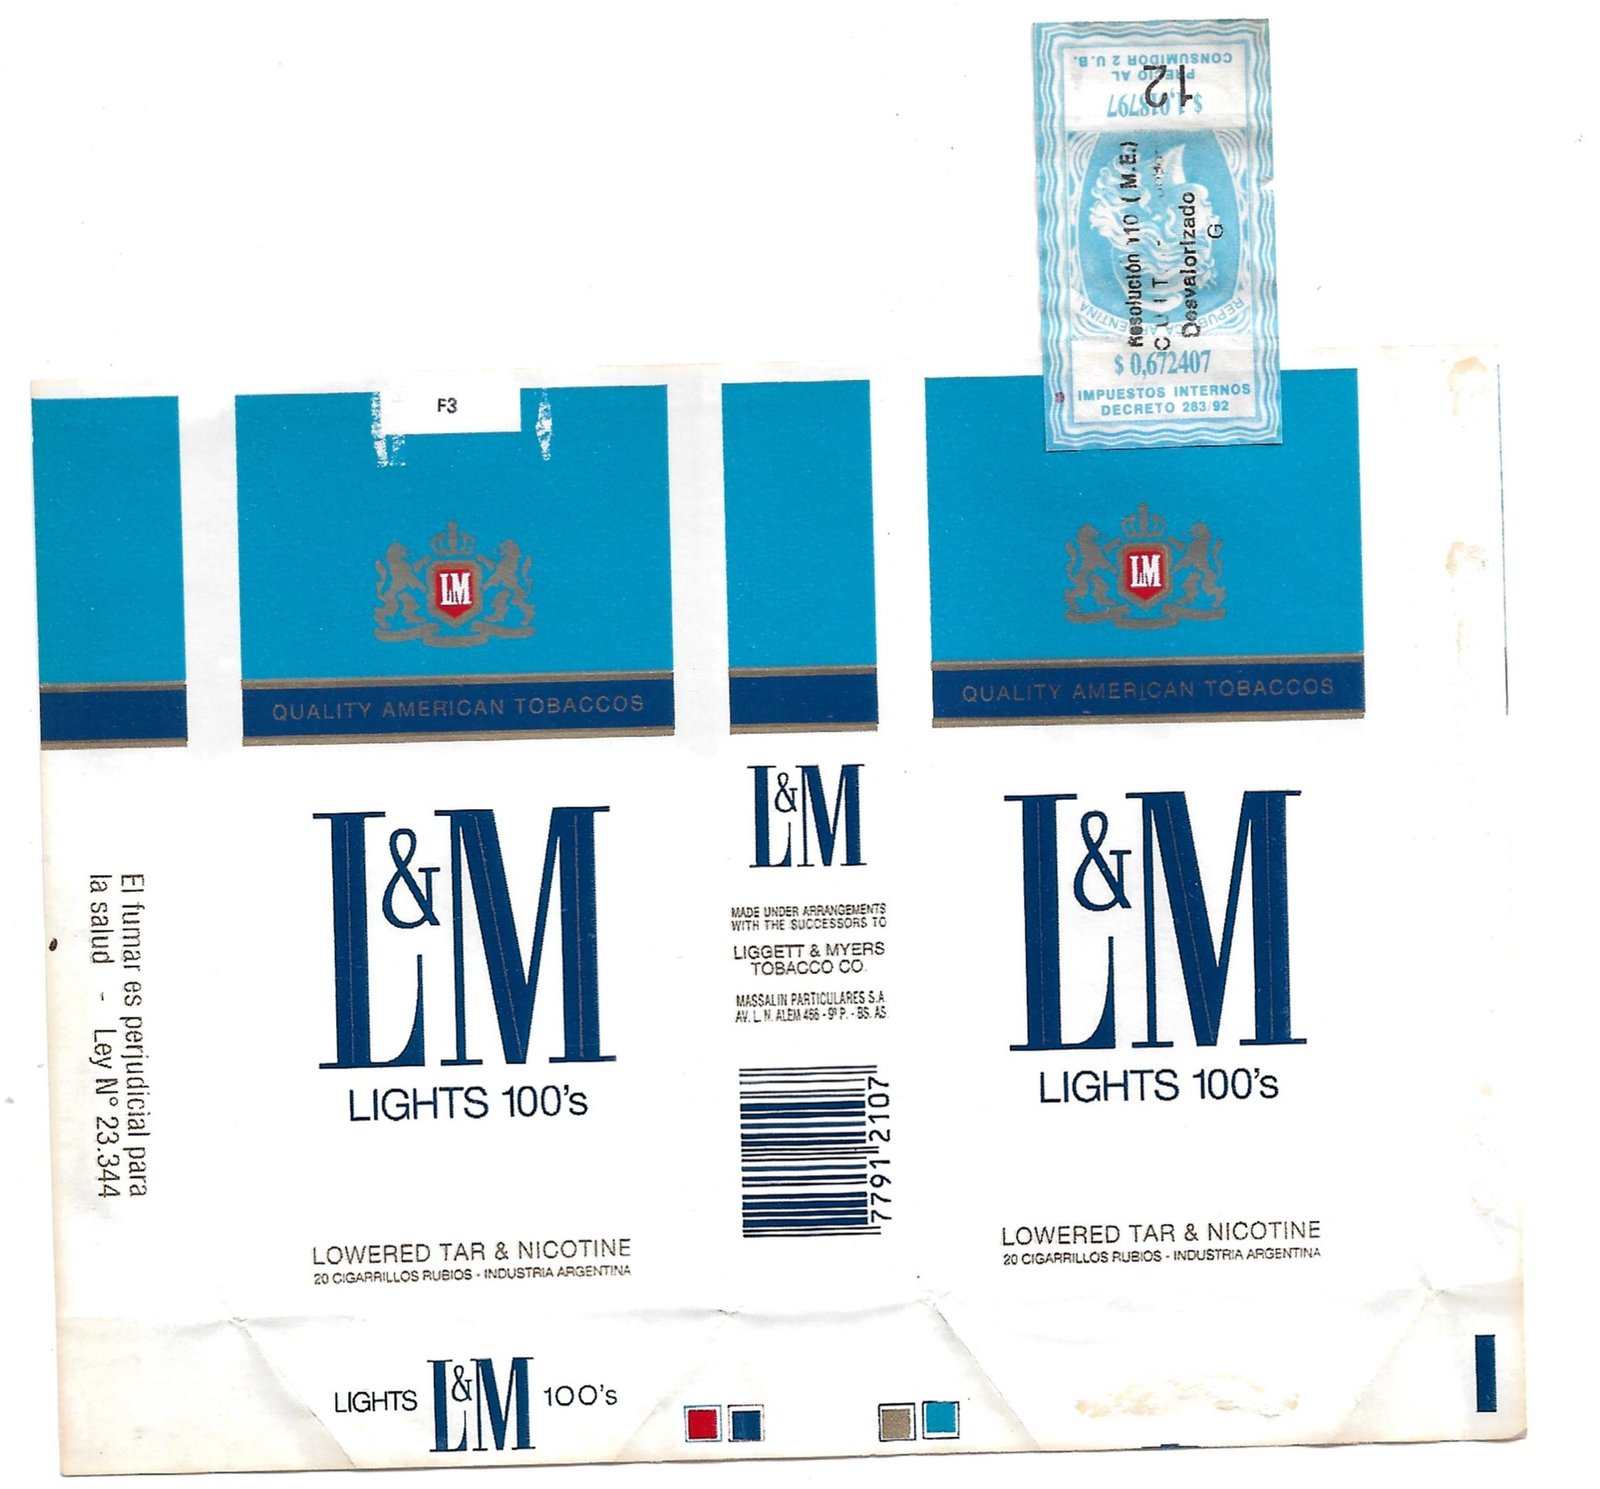 CONSUMIDOR 2 U.B.
PRECIO AL
12
Resolución 110 ( M.E.)
C U I T
Desvalorizado
G
REPUBLICA ARGENTINA
$ 0,672407
IMPUESTOS INTERNOS
DECRETO 283/92
F3
LM
QUALITY AMERICAN TOBACCOS
L&M
LIGHTS 100's
LOWERED TAR & NICOTINE
20 CIGARRILLOS RUBIOS - INDUSTRIA ARGENTINA
LIGHTS L&M 100's
El fumar es perjudicial para
la salud - Ley N° 23.344
L&M
MADE UNDER ARRANGEMENTS
WITH THE SUCCESSORS TO
LIGGETT & MYERS
TOBACCO CO.
MASSALIN PARTICULARES S.A.
AV. L. N. ALEM 466 - 9º P. - BS. AS.
77912107
LM
QUALITY AMERICAN TOBACCOS
L&M
LIGHTS 100's
LOWERED TAR & NICOTINE
20 CIGARRILLOS RUBIOS - INDUSTRIA ARGENTINA